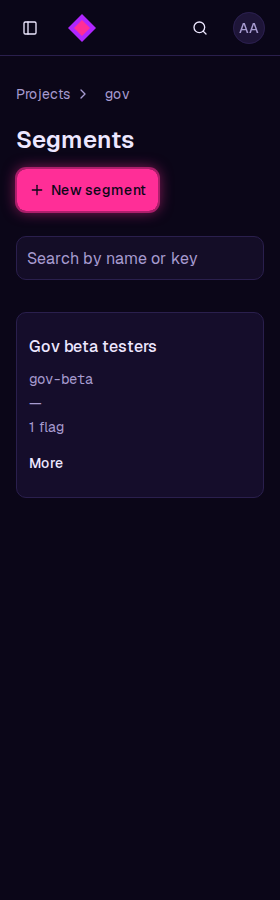 AA
Projects > gov
Segments
+ New segment
Search by name or key
Gov beta testers
gov-beta
—
1 flag
More